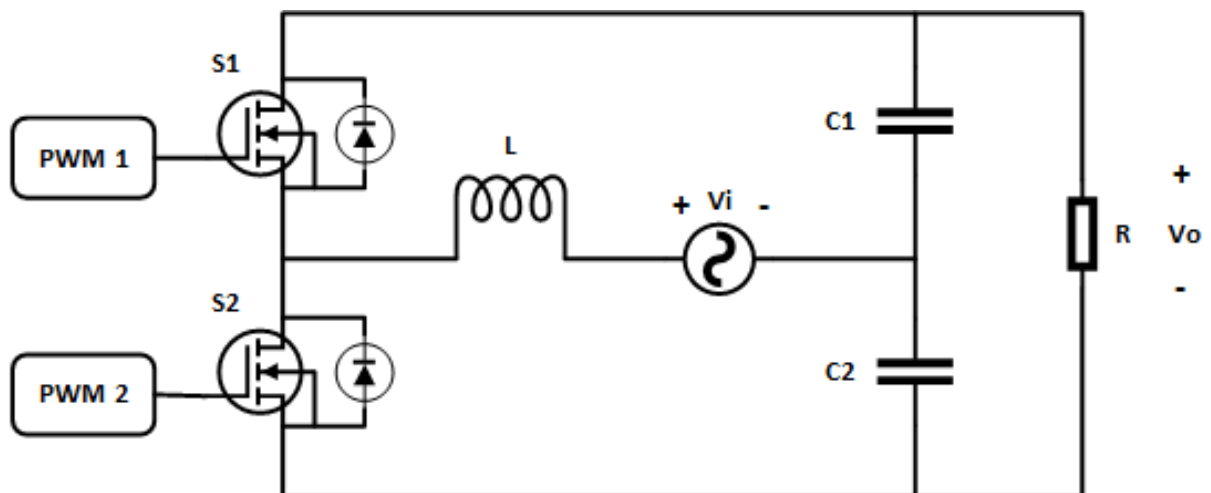 S1
PWM 1
C1
L
+ Vi -
+
R Vo
-
S2
C2
PWM 2